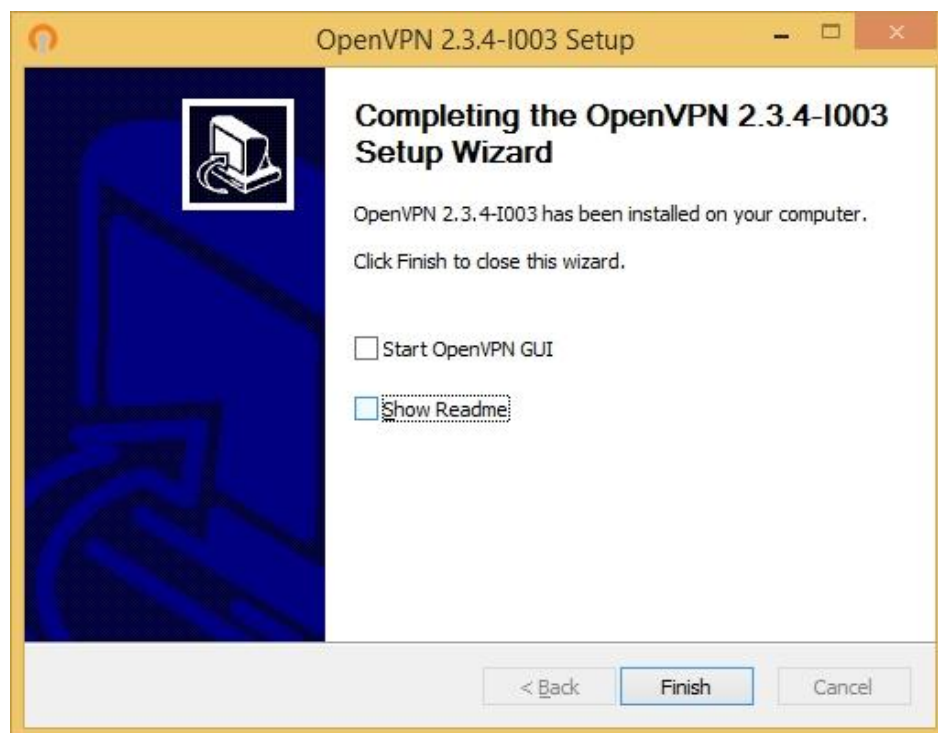 OpenVPN 2.3.4-I003 Setup
Completing the OpenVPN 2.3.4-I003
Setup Wizard
OpenVPN 2.3.4-I003 has been installed on your computer.
Click Finish to close this wizard.
Start OpenVPN GUI
Show Readme
< Back Finish Cancel